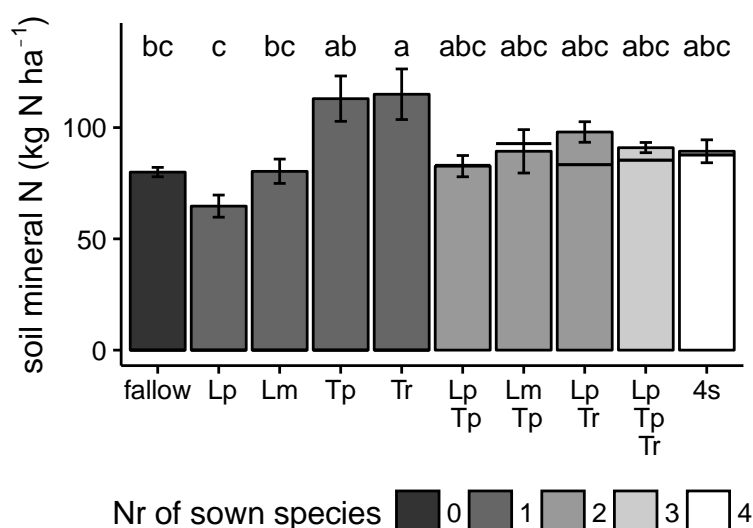 bc c bc ab a abc abc abc abc abc
soil mineral N (kg N ha⁻¹)
100
50
0
fallow Lp Lm Tp Tr Lp Lm Lp Lp 4s
Tp Tp Tr Tp
Tr
Nr of sown species 0 1 2 3 4